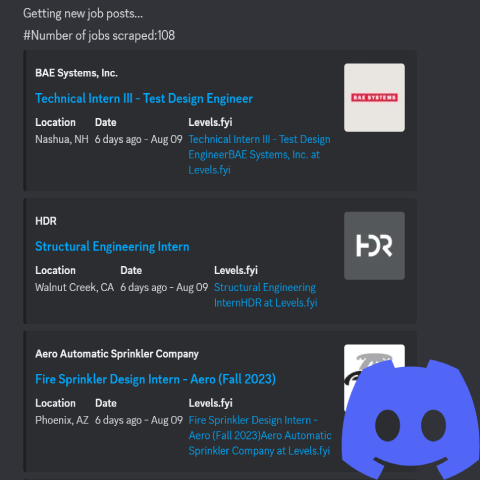 Getting new job posts...
#Number of jobs scraped:108
BAE Systems, Inc.
BAE SYSTEMS
Technical Intern III - Test Design Engineer
Location Date Levels.fyi
Nashua, NH 6 days ago - Aug 09 Technical Intern III - Test Design
EngineerBAE Systems, Inc. at
Levels.fyi
HDR
HDR
Structural Engineering Intern
Location Date Levels.fyi
Walnut Creek, CA 6 days ago - Aug 09 Structural Engineering
InternHDR at Levels.fyi
Aero Automatic Sprinkler Company
Fire Sprinkler Design Intern - Aero (Fall 2023)
Location Date Levels.fyi
Phoenix, AZ 6 days ago - Aug 09 Fire Sprinkler Design Intern -
Aero (Fall 2023)Aero Automatic
Sprinkler Company at Levels.fyi